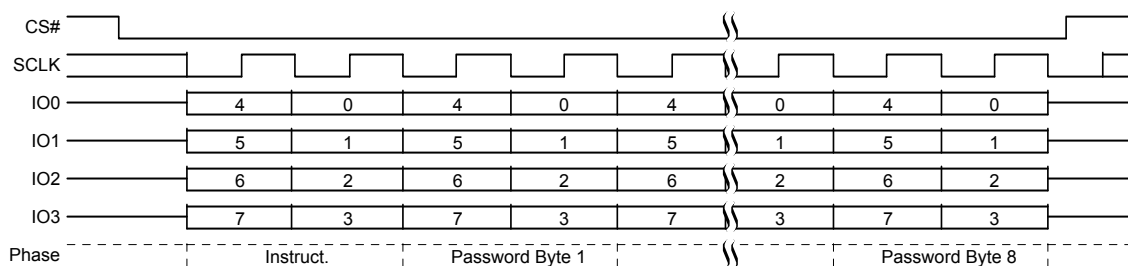 CS#
SCLK
IO0 4 0 4 0 4 0 4 0
IO1 5 1 5 1 5 1 5 1
IO2 6 2 6 2 6 2 6 2
IO3 7 3 7 3 7 3 7 3
Phase Instruct. Password Byte 1 Password Byte 8